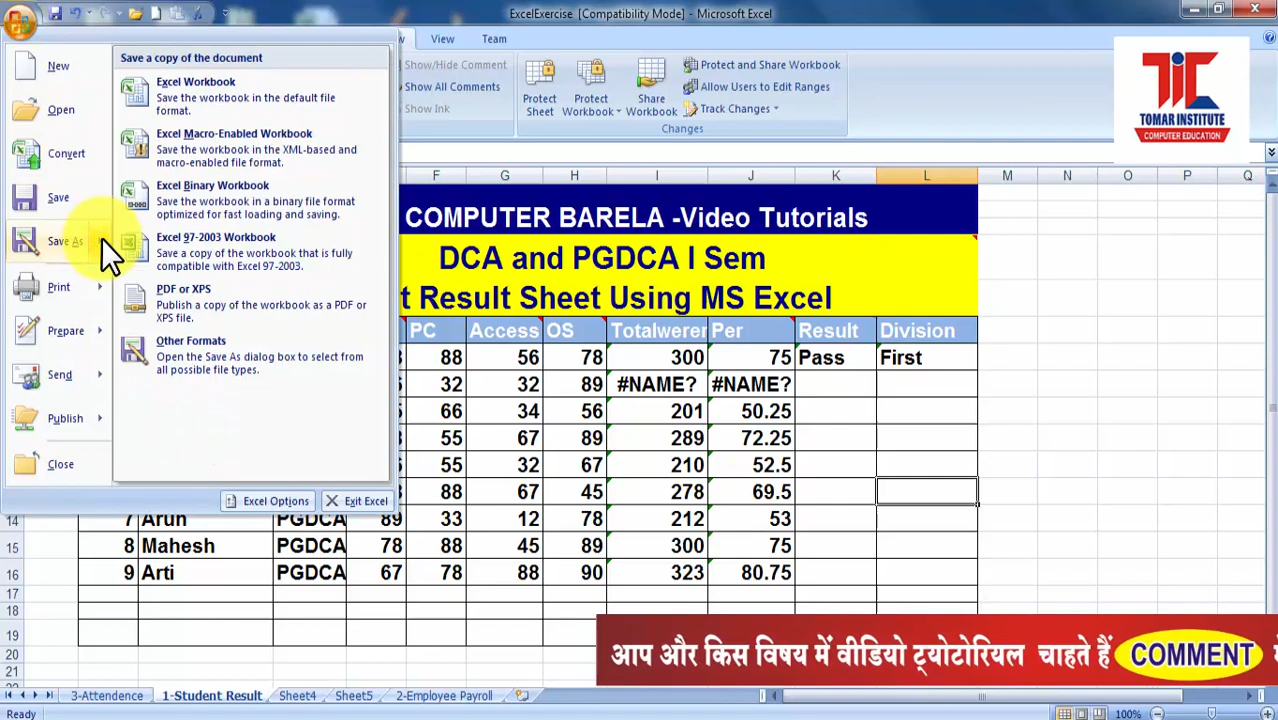 ExcelExercise [Compatibility Mode] - Microsoft Excel
View
Team
New
Open
Convert
Save
Save As
Print
Prepare
Send
Publish
Close
Save a copy of the document
Excel Workbook
Save the workbook in the default file
format.
Excel Macro-Enabled Workbook
Save the workbook in the XML-based and
macro-enabled file format.
Excel Binary Workbook
Save the workbook in a binary file format
optimized for fast loading and saving.
Excel 97-2003 Workbook
Save a copy of the workbook that is fully
compatible with Excel 97-2003.
PDF or XPS
Publish a copy of the workbook as a PDF or
XPS file.
Other Formats
Open the Save As dialog box to select from
all possible file types.
Excel Options
Exit Excel
Show/Hide Comment
Show All Comments
Show Ink
Protect
Sheet
Protect
Workbook
Share
Workbook
Protect and Share Workbook
Allow Users to Edit Ranges
Track Changes
Changes
TiC
TOMAR INSTITUTE
COMPUTER EDUCATION
F G H I J K L M N O P Q
COMPUTER BARELA -Video Tutorials
DCA and PGDCA I Sem
t Result Sheet Using MS Excel
PC Access OS Totalwerer Per Result Division
88 56 78 300 75 Pass First
32 32 89 #NAME? #NAME?
66 34 56 201 50.25
55 67 89 289 72.25
55 32 67 210 52.5
88 67 45 278 69.5
14 7 Arun PGDCA 89 33 12 78 212 53
15 8 Mahesh PGDCA 78 88 45 89 300 75
16 9 Arti PGDCA 67 78 88 90 323 80.75
17
18
19
20
21
आप और किस विषय में वीडियो ट्योटोरियल चाहते हैं COMMENT
3-Attendence 1-Student Result Sheet4 Sheet5 2-Employee Payroll
Ready
100%